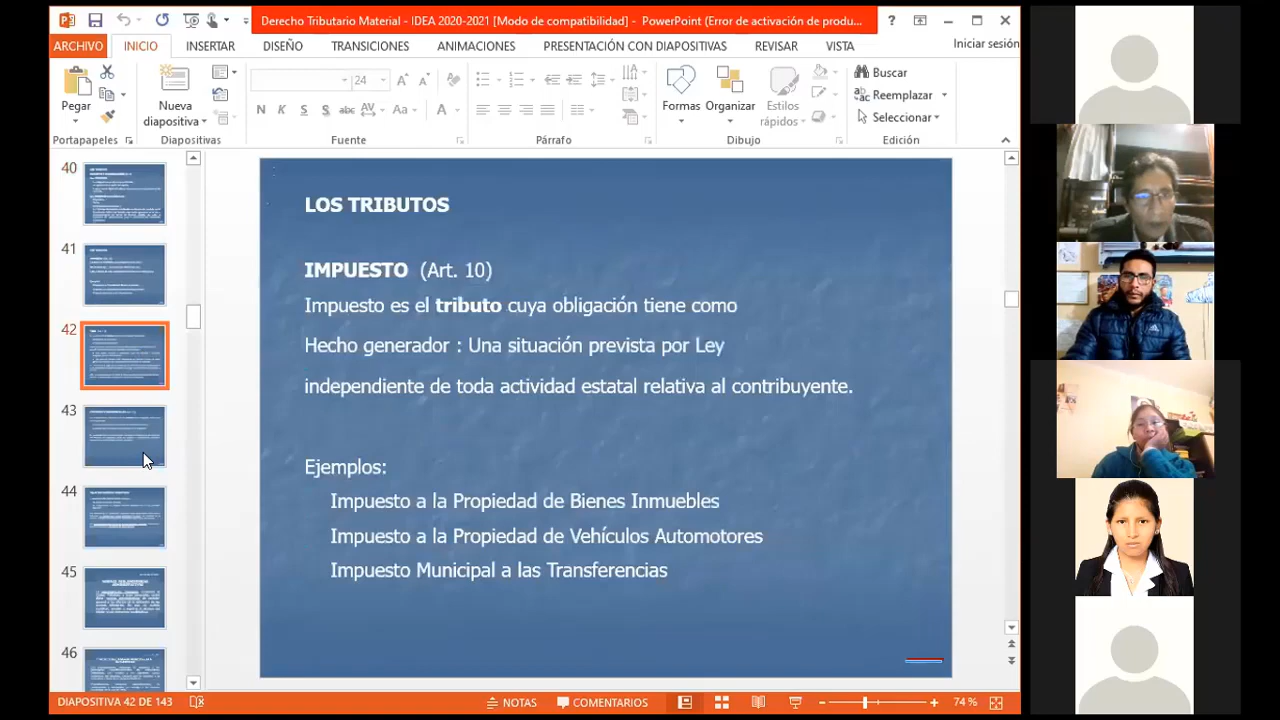 Derecho Tributario Material - IDEA 2020-2021 [Modo de compatibilidad] - PowerPoint (Error de activación de produ...
ARCHIVO INICIO INSERTAR DISEÑO TRANSICIONES ANIMACIONES PRESENTACIÓN CON DIAPOSITIVAS REVISAR VISTA Iniciar sesión
24
Pegar
Nueva
diapositiva
N K S S abc AV Aa A
Formas
Organizar
Estilos
rápidos
Buscar
Reemplazar
Seleccionar
Portapapeles
Diapositivas
Fuente
Párrafo
Dibujo
Edición
40
41
42
43
44
45
46
LOS TRIBUTOS
IMPUESTO (Art. 10)
Impuesto es el tributo cuya obligación tiene como
Hecho generador : Una situación prevista por Ley
independiente de toda actividad estatal relativa al contribuyente.
Ejemplos:
Impuesto a la Propiedad de Bienes Inmuebles
Impuesto a la Propiedad de Vehículos Automotores
Impuesto Municipal a las Transferencias
DIAPOSITIVA 42 DE 143
NOTAS
COMENTARIOS
74 %